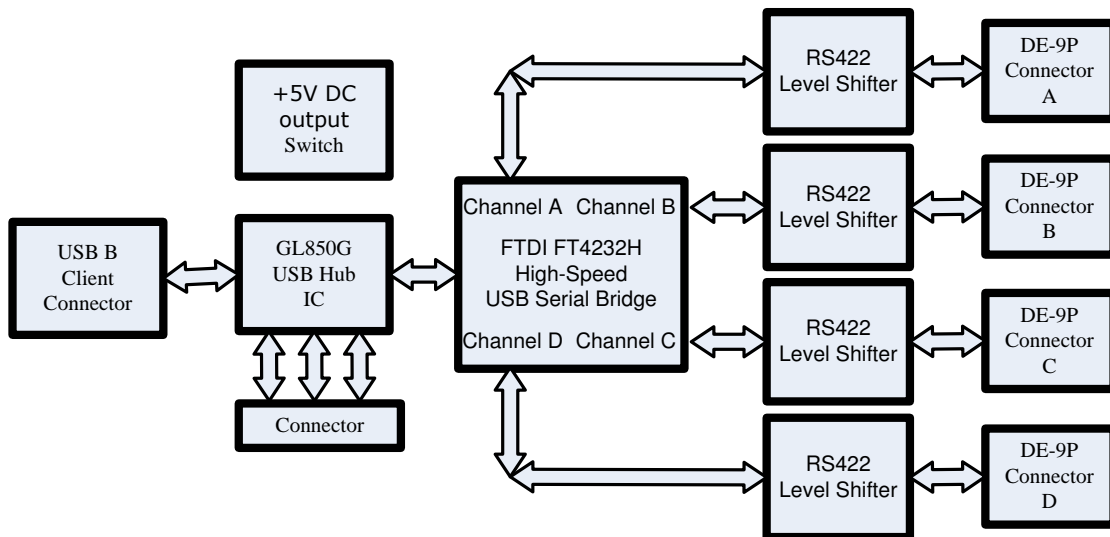 +5V DC
output
Switch
USB B
Client
Connector
GL850G
USB Hub
IC
Connector
Channel A Channel B
FTDI FT4232H
High-Speed
USB Serial Bridge
Channel D Channel C
RS422
Level Shifter
DE-9P
Connector
A
RS422
Level Shifter
DE-9P
Connector
B
RS422
Level Shifter
DE-9P
Connector
C
RS422
Level Shifter
DE-9P
Connector
D